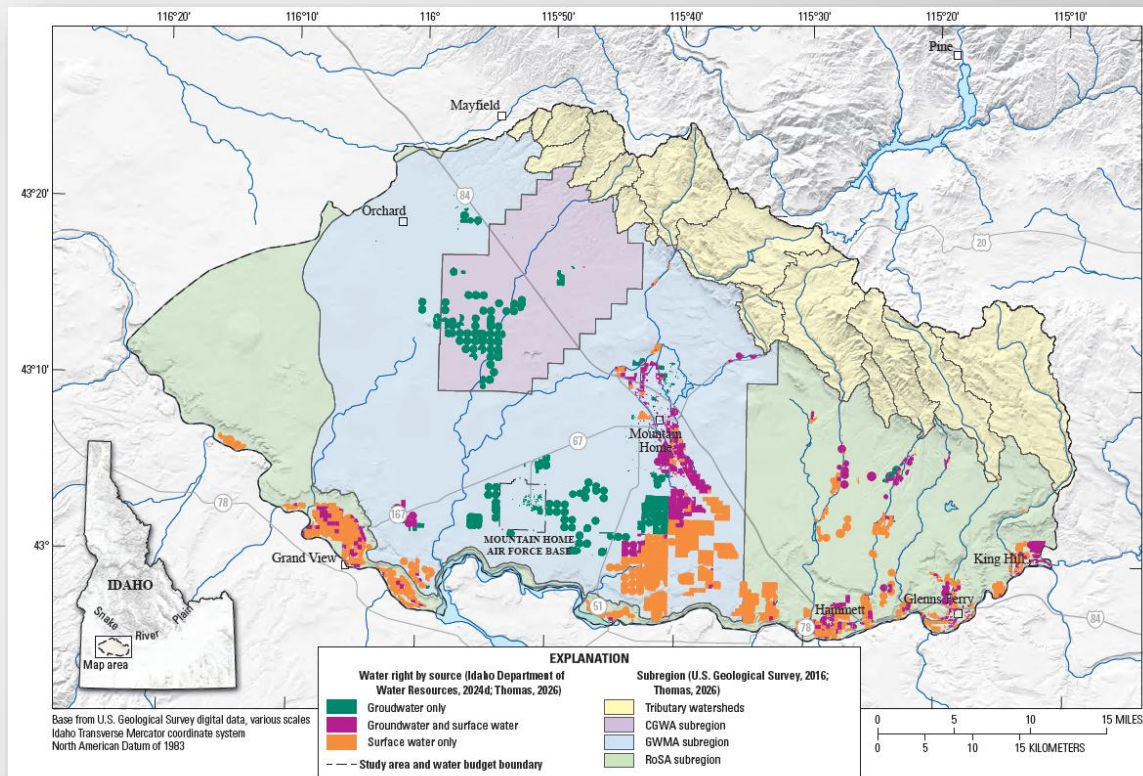 116°20'
116°10'
116°
115°50'
115°40'
115°30'
115°20'
115°10'
Pine
Mayfield
43°20'
84
Orchard
20
43°10'
Mountain
Home
67
78
167
43°
MOUNTAIN HOME
AIR FORCE BASE
Grand View
King Hill
IDAHO
51
Hammett
Glenns Ferry
78
84
Snake
River
Plain
Map area
EXPLANATION
Water right by source (Idaho Department of
Water Resources, 2024d; Thomas, 2026)
Groudwater only
Groundwater and surface water
Surface water only
Study area and water budget boundary
Subregion (U.S. Geological Survey, 2016;
Thomas, 2026)
Tributary watersheds
CGWA subregion
GWMA subregion
RoSA subregion
Base from U.S. Geological Survey digital data, various scales
Idaho Transverse Mercator coordinate system
North American Datum of 1983
0 5 10 15 MILES
0 5 10 15 KILOMETERS